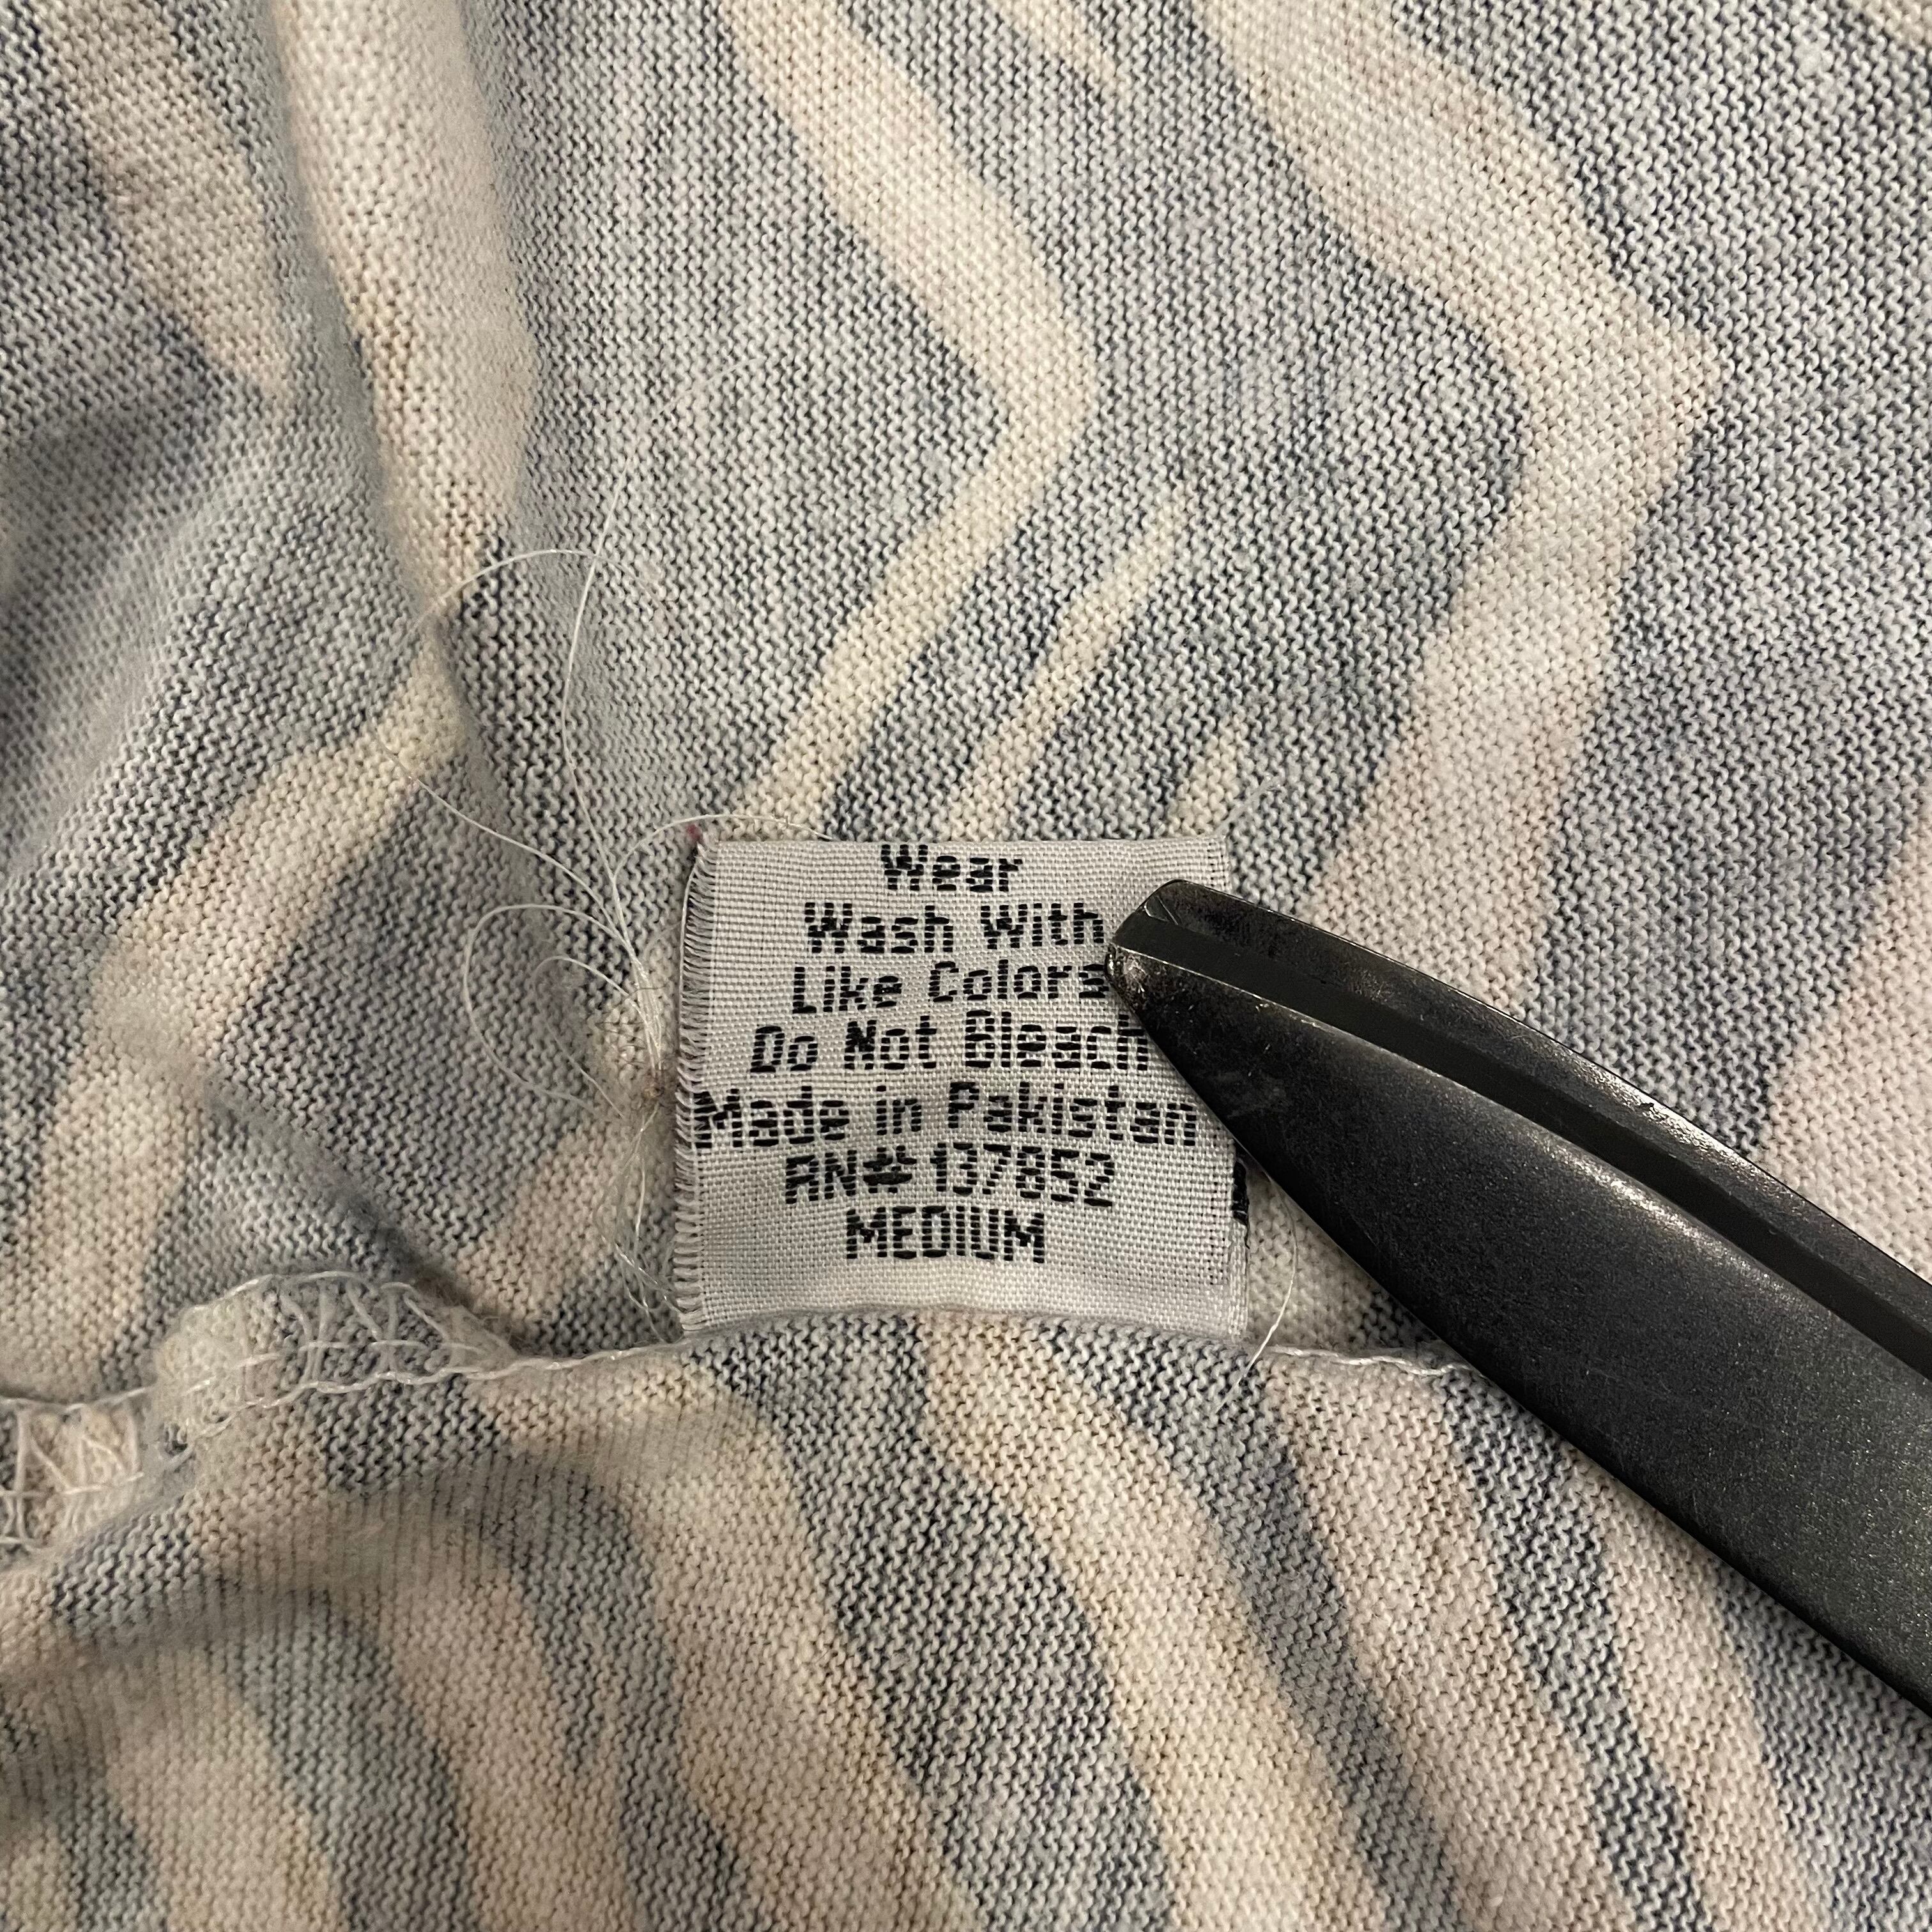 Wear
Wash With
Like Colors
Do Not Bleach
Made in Pakistan
RN# 137852
MEDIUM